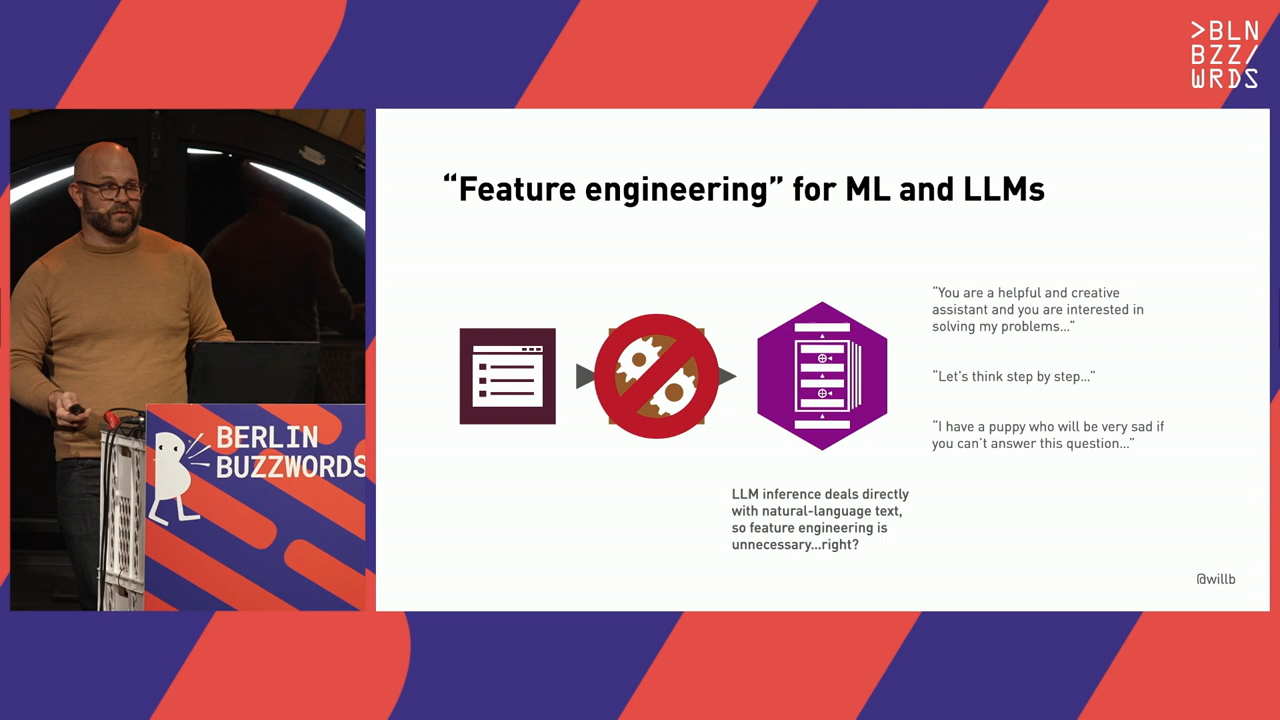 >BLN
BZZ/
WRDS
“Feature engineering” for ML and LLMs
“You are a helpful and creative
assistant and you are interested in
solving my problems...”
“Let’s think step by step...”
“I have a puppy who will be very sad if
you can’t answer this question...”
LLM inference deals directly
with natural-language text,
so feature engineering is
unnecessary...right?
@willb
BERLIN
BUZZWORDS